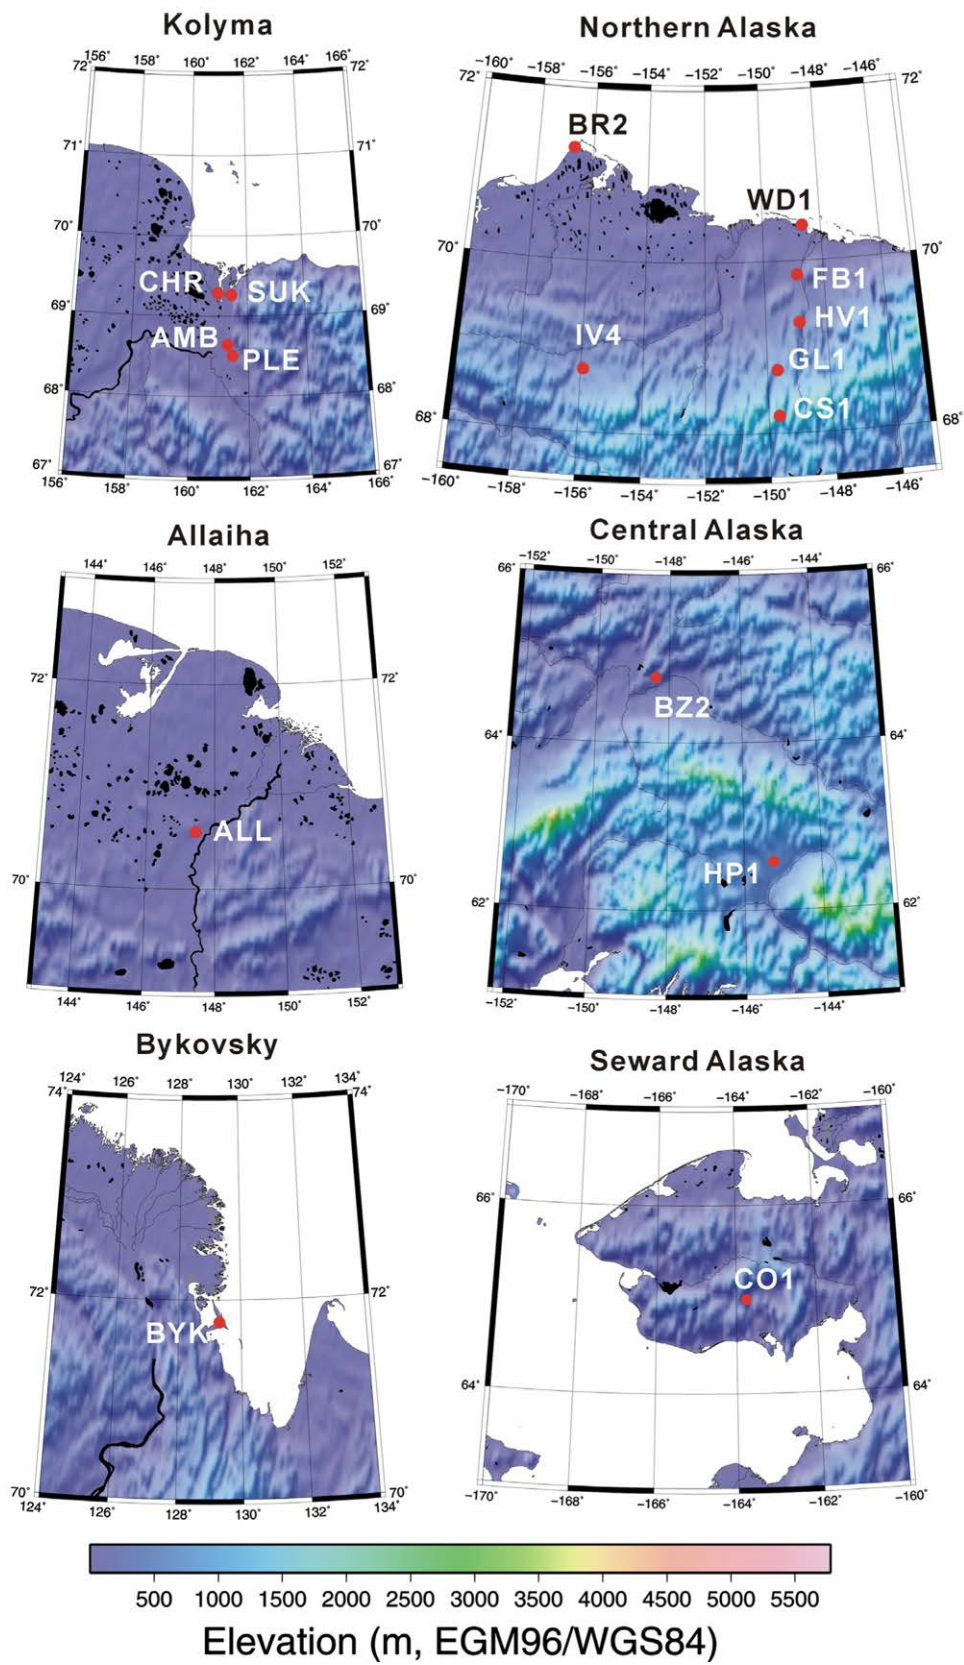 Kolyma
156° 158° 160° 162° 164° 166°
72° 72°
71° 71°
70° 70°
CHR SUK
69° 69°
AMB PLE
68° 68°
67° 67°
156° 158° 160° 162° 164° 166°
Northern Alaska
−160° −156° −154° −152° −150° −148° −146°
72° 72°
BR2
WD1
70° 70°
FB1
HV1
IV4
GL1
CS1
68° 68°
−160° −156° −154° −152° −150° −148° −146°
Allaiha
144° 146° 148° 150° 152°
72° 72°
ALL
70° 70°
144° 146° 148° 150° 152°
Central Alaska
−152° −150° −148° −146° −144°
66° 66°
BZ2
64° 64°
HP1
62° 62°
−152° −150° −148° −146° −144°
Bykovsky
124° 126° 128° 130° 132° 134°
74° 74°
72° 72°
BYK
70° 70°
124° 126° 128° 130° 132° 134°
Seward Alaska
−170° −168° −166° −164° −162° −160°
66° 66°
CO1
64° 64°
−170° −168° −166° −164° −162° −160°
500 1000 1500 2000 2500 3000 3500 4000 4500 5000 5500
Elevation (m, EGM96/WGS84)